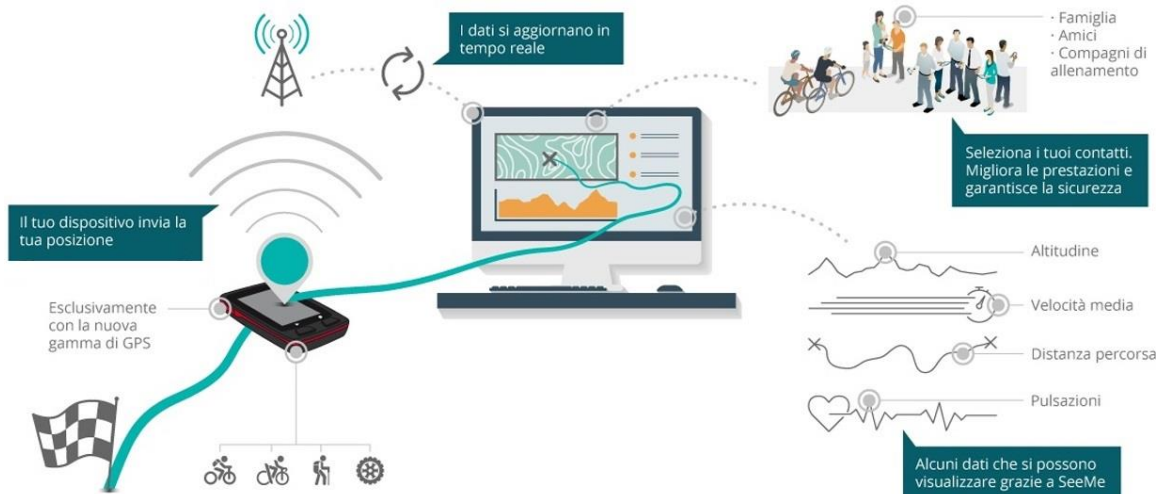 I dati si aggiornano in
tempo reale
· Famiglia
· Amici
· Compagni di
allenamento
Seleziona i tuoi contatti.
Migliora le prestazioni e
garantisce la sicurezza
Il tuo dispositivo invia la
tua posizione
Esclusivamente
con la nuova
gamma di GPS
Altitudine
Velocità media
Distanza percorsa
Pulsazioni
Alcuni dati che si possono
visualizzare grazie a SeeMe